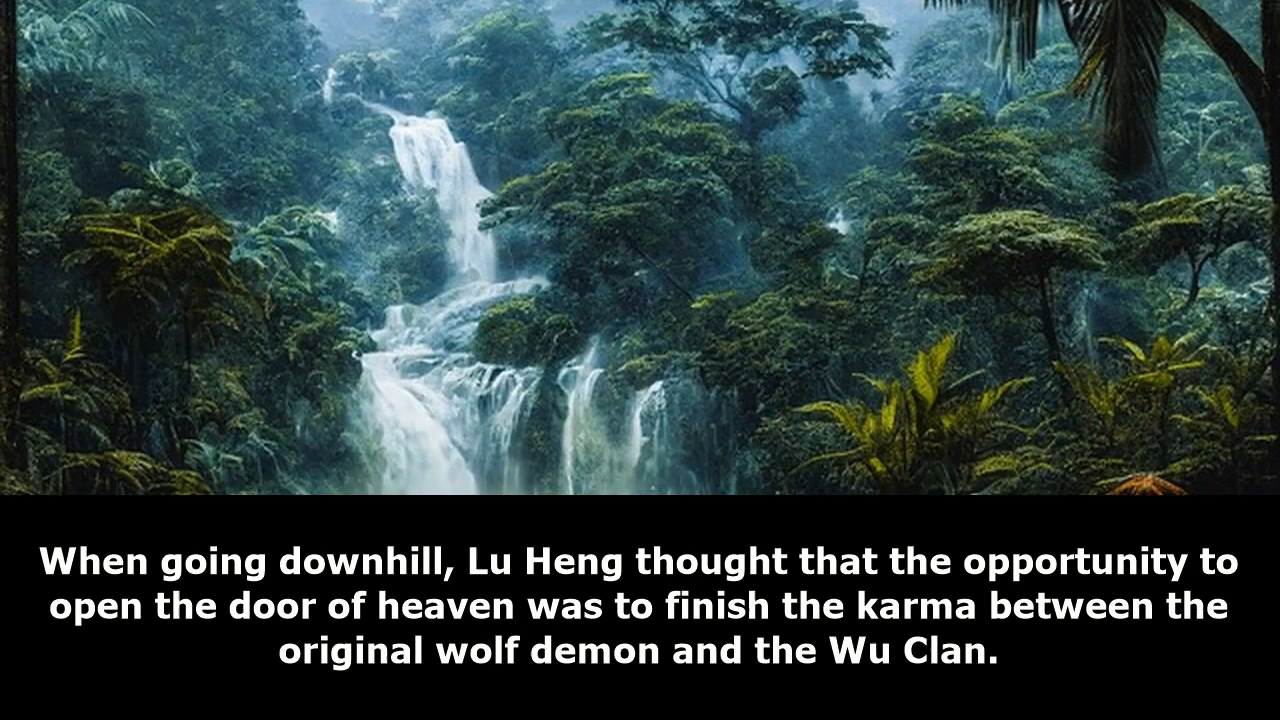 When going downhill, Lu Heng thought that the opportunity to
open the door of heaven was to finish the karma between the
original wolf demon and the Wu Clan.